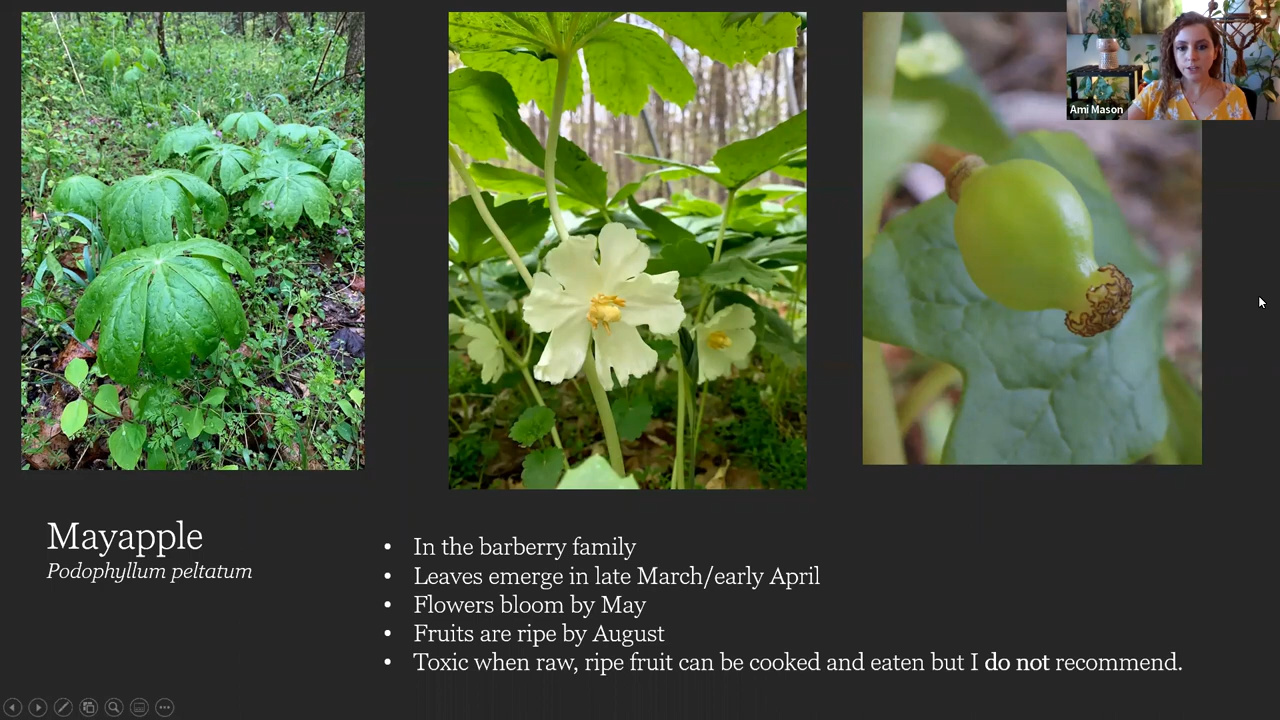 Ami Mason
Mayapple
Podophyllum peltatum
• In the barberry family
• Leaves emerge in late March/early April
• Flowers bloom by May
• Fruits are ripe by August
• Toxic when raw, ripe fruit can be cooked and eaten but I do not recommend.